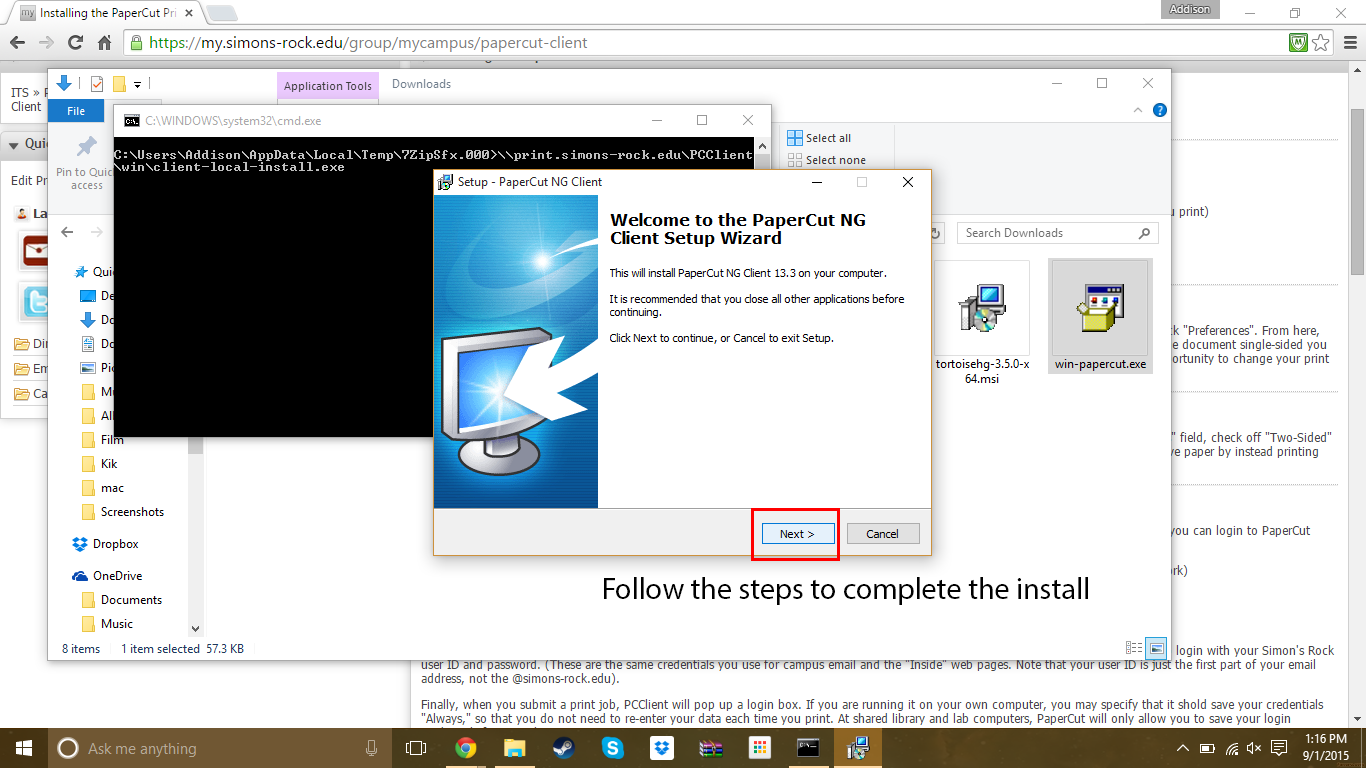 Installing the PaperCut Pri
Addison
https://my.simons-rock.edu/group/mycampus/papercut-client
Application Tools
Downloads
ITS »
Client
File
C:\WINDOWS\system32\cmd.exe
C:\Users\Addison\AppData\Local\Temp\7ZipSfx.000>\\print.simons-rock.edu\PCClient
\win\client-local-install.exe
Select all
Select none
Pin to Quic
access
Edit Pr
La
Search Downloads
Setup - PaperCut NG Client
Welcome to the PaperCut NG
Client Setup Wizard
This will install PaperCut NG Client 13.3 on your computer.
It is recommended that you close all other applications before
continuing.
Click Next to continue, or Cancel to exit Setup.
Next >
Cancel
tortoisehg-3.5.0-x
64.msi
win-papercut.exe
Quic
De
Do
Do
Pic
Mu
All
Film
Kik
mac
Screenshots
Dropbox
OneDrive
Documents
Music
Dir
Em
Ca
u print)
ck "Preferences". From here,
e document single-sided you
portunity to change your print
" field, check off "Two-Sided"
ve paper by instead printing
you can login to PaperCut
rk)
Follow the steps to complete the install
8 items
1 item selected 57.3 KB
login with your Simon's Rock
user ID and password. (These are the same credentials you use for campus email and the "Inside" web pages. Note that your user ID is just the first part of your email
address, not the @simons-rock.edu).
Finally, when you submit a print job, PCClient will pop up a login box. If you are running it on your own computer, you may specify that it shold save your credentials
"Always," so that you do not need to re-enter your data each time you print. At shared library and lab computers, PaperCut will only allow you to save your login
Ask me anything
1:16 PM
9/1/2015